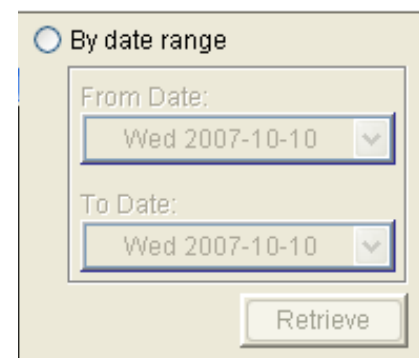 By date range
From Date:
Wed 2007-10-10
To Date:
Wed 2007-10-10
Retrieve